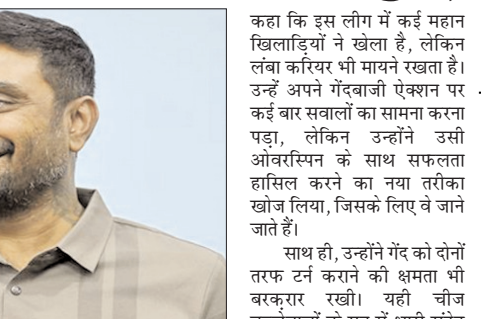 कहा कि इस लीग में कई महान
खिलाड़ियों ने खेला है, लेकिन
लंबा करियर भी मायने रखता है।
उन्हें अपने गेंदबाजी ऐक्शन पर
कई बार सवालों का सामना करना
पड़ा, लेकिन उन्होंने उसी
ओवरस्पिन के साथ सफलता
हासिल करने का नया तरीका
खोज लिया, जिसके लिए वे जाने
जाते हैं।
साथ ही, उन्होंने गेंद को दोनों
तरफ टर्न कराने की क्षमता भी
बरकरार रखी। यही चीज